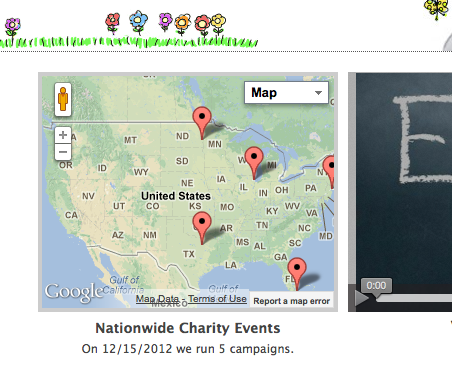 Map
ND
MN
MT
SD
WI
MI
OR
ID
WY
NE
IA
IL
IN
OH
PA
NV
UT
CO
United States
KS
MO
KY
WV
VA
MD
CA
AZ
NM
AR
TN
NC
SC
MS
AL
GA
TX
LA
FL
Gulf of
California
Gulf of
Mexico
Google
Map Data - Terms of Use
Report a map error
E
0:00
Nationwide Charity Events
On 12/15/2012 we run 5 campaigns.